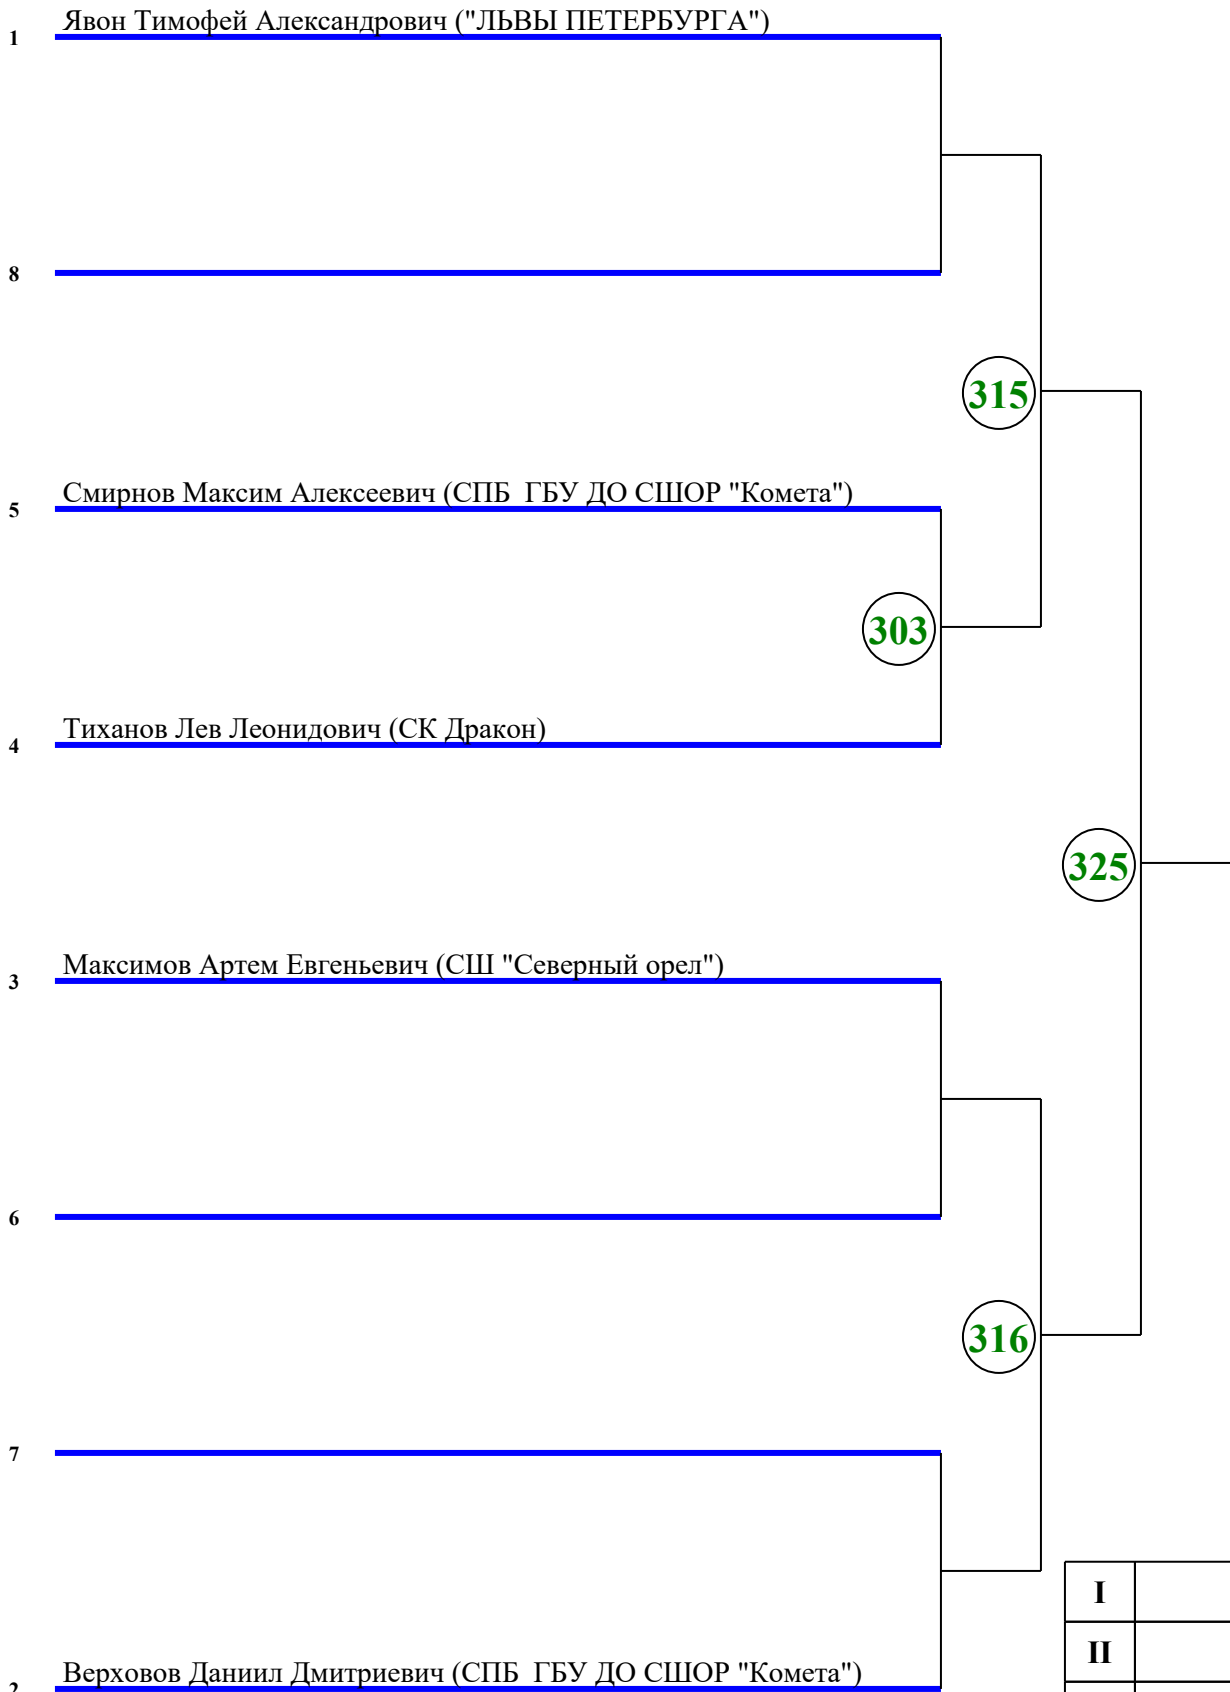 Явон Тимофей Александрович ("ЛЬВЫ ПЕТЕРБУРГА")
1
8
315
Смирнов Максим Алексеевич (СПБ  ГБУ ДО СШОР "Комета")
5
303
Тиханов Лев Леонидович (СК Дракон)
4
325
Максимов Артем Евгеньевич (СШ "Северный орел")
3
6
316
7
I
II
Верховов Даниил Дмитриевич (СПБ  ГБУ ДО СШОР "Комета")
2